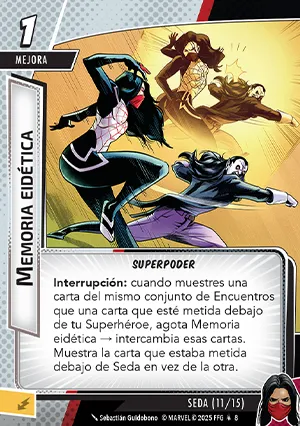 1
MEJORA
MEMORIA EIDÉTICA
SUPERPODER
Interrupción: cuando muestres una
carta del mismo conjunto de Encuentros
que una carta que esté metida debajo
de tu Superhéroe, agota Memoria
eidética → intercambia esas cartas.
Muestra la carta que estaba metida
debajo de Seda en vez de la otra.
SEDA (11/15)
Sebastián Guidobono © MARVEL © 2025 FFG 8